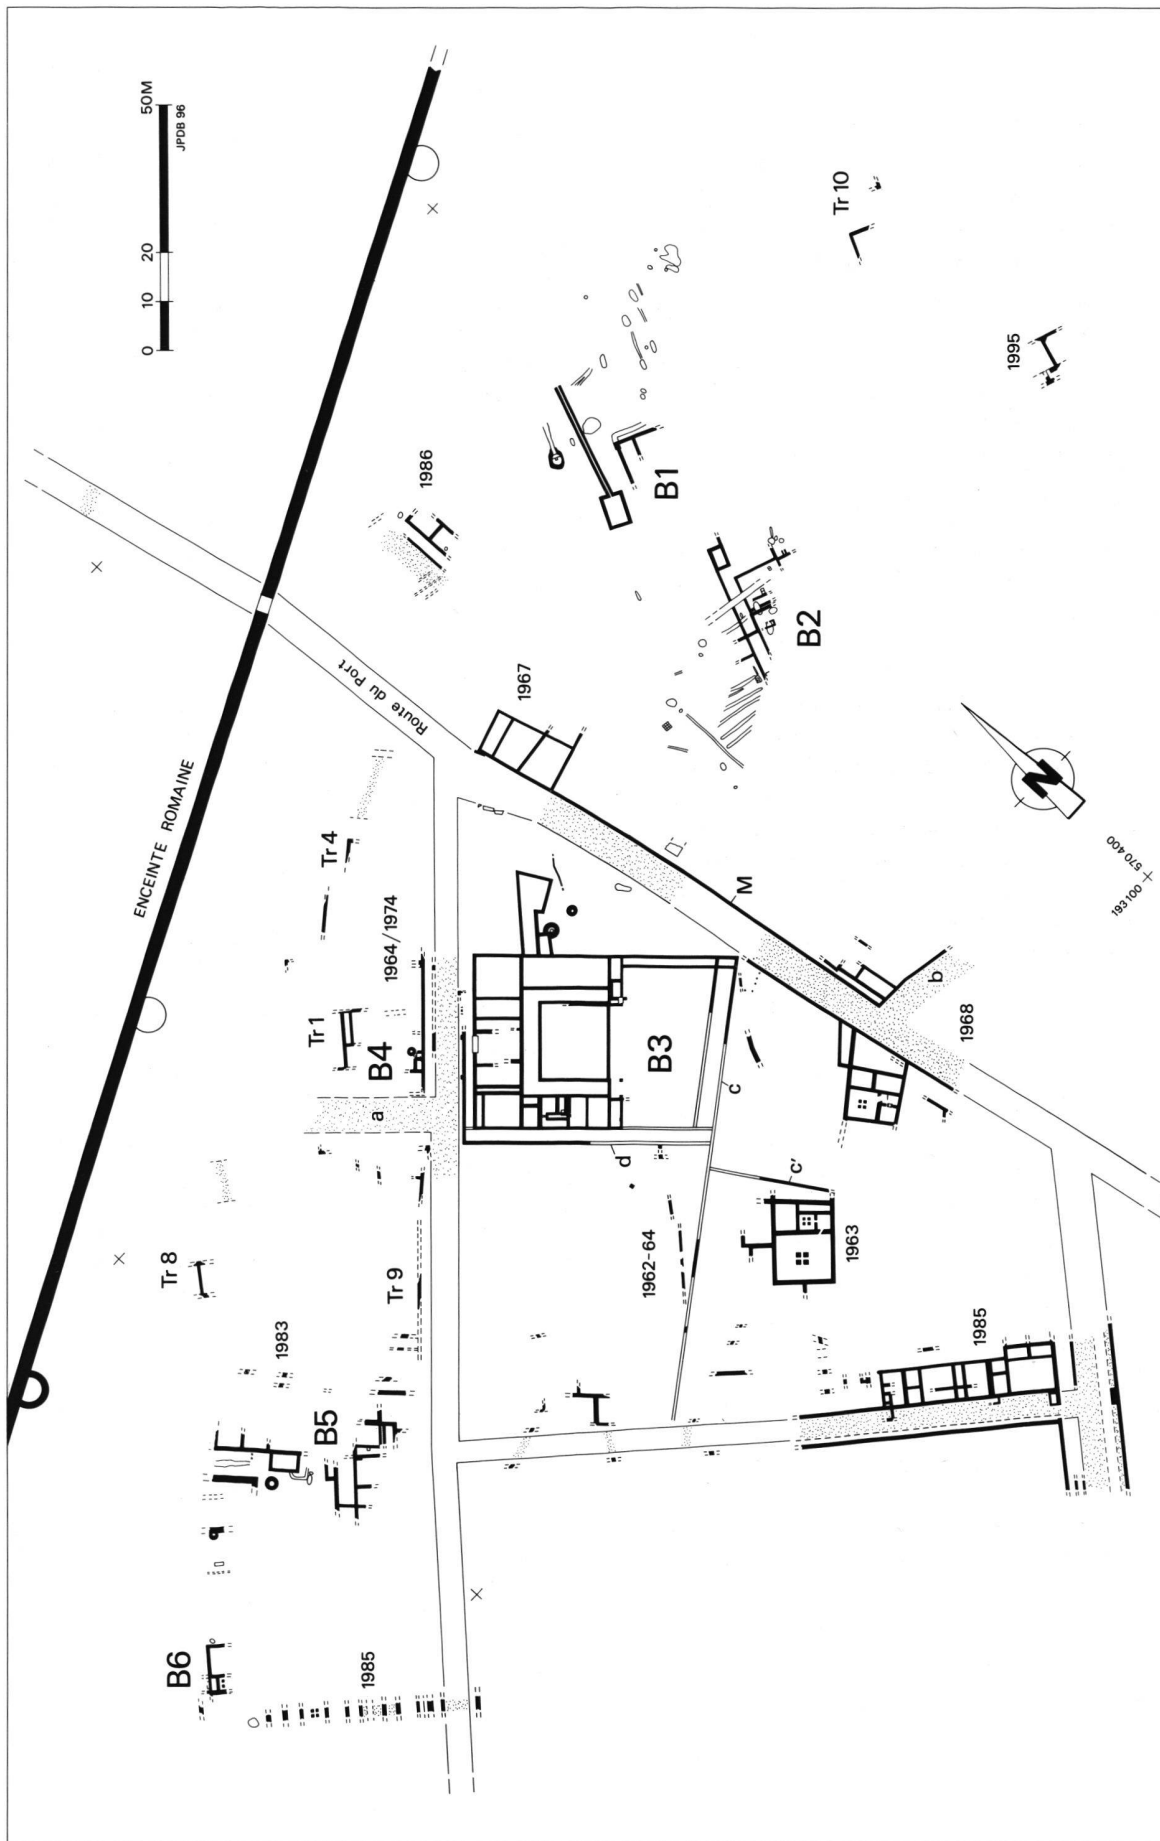 0 10 20 50M
JPDB 96
ENCEINTE ROMAINE
Route du Port
1986
B1
Tr 10
1995
B2
1967
N
193 100 570 400
Tr 4
1964/1974
Tr 1
B4
a
M
b
1968
B3
c
d
c'
1962-64
1963
Tr 8
Tr 9
1983
B5
1985
B6
1985